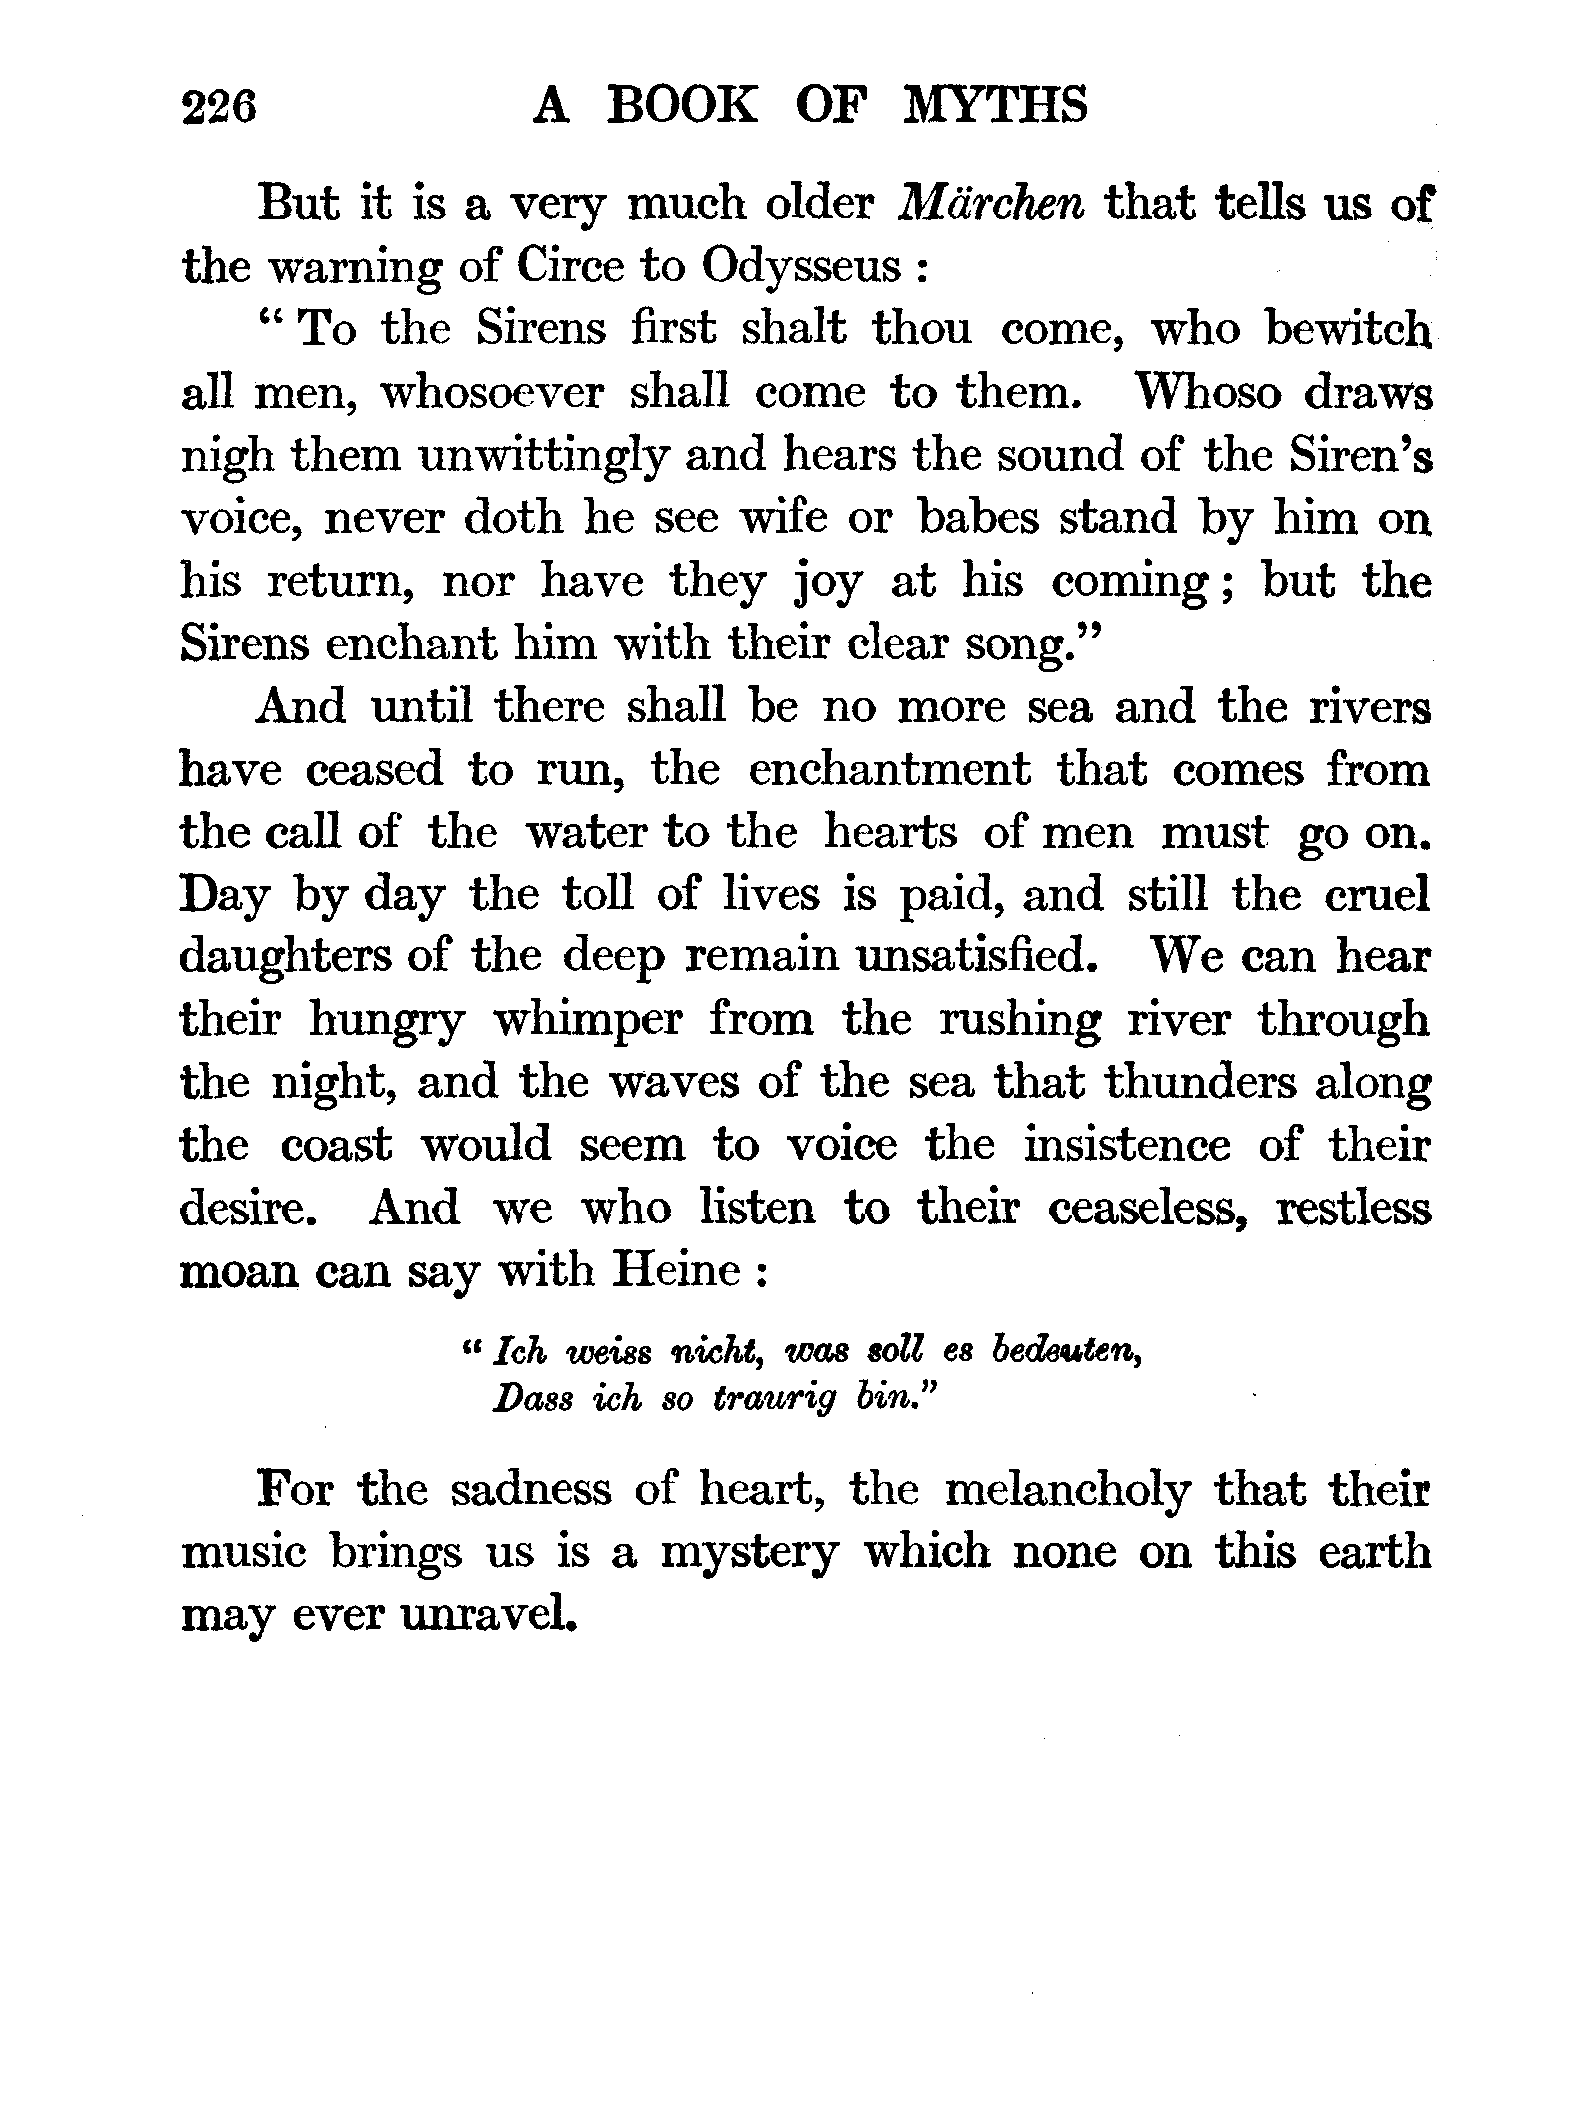 226 A BOOK OF MYTHS
But it is a very much older Märchen that tells us of
the warning of Circe to Odysseus :
“ To the Sirens first shalt thou come, who bewitch
all men, whosoever shall come to them. Whoso draws
nigh them unwittingly and hears the sound of the Siren’s
voice, never doth he see wife or babes stand by him on
his return, nor have they joy at his coming ; but the
Sirens enchant him with their clear song.”
And until there shall be no more sea and the rivers
have ceased to run, the enchantment that comes from
the call of the water to the hearts of men must go on.
Day by day the toll of lives is paid, and still the cruel
daughters of the deep remain unsatisfied. We can hear
their hungry whimper from the rushing river through
the night, and the waves of the sea that thunders along
the coast would seem to voice the insistence of their
desire. And we who listen to their ceaseless, restless
moan can say with Heine :
“ Ich weiss nicht, was soll es bedeuten,
Dass ich so traurig bin.”
For the sadness of heart, the melancholy that their
music brings us is a mystery which none on this earth
may ever unravel.